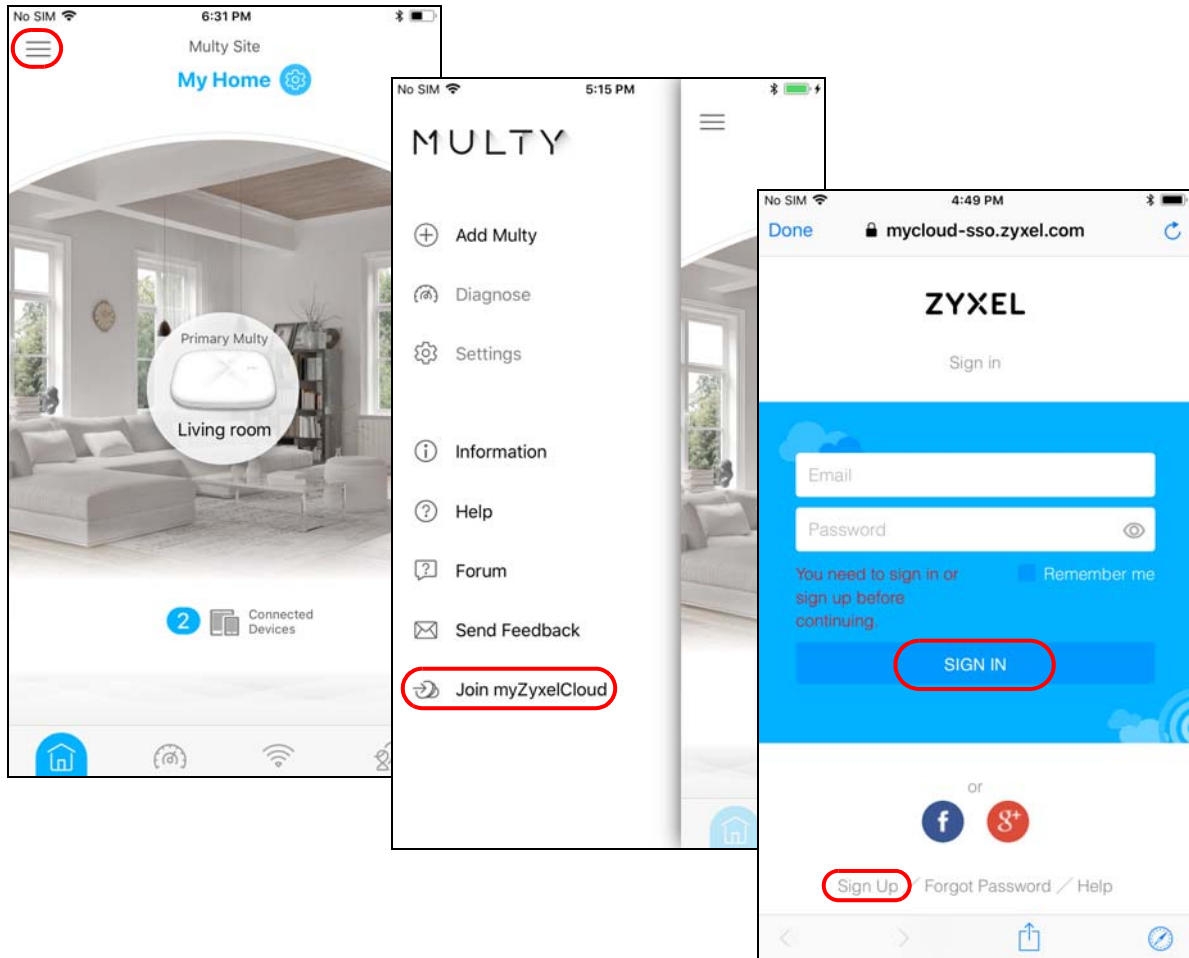 No SIM 6:31 PM
Multy Site
My Home
Primary Multy
Living room
2 Connected
Devices
No SIM 5:15 PM
MULTY
Add Multy
Diagnose
Settings
Information
Help
Forum
Send Feedback
Join myZyxelCloud
No SIM 4:49 PM
Done mycloud-sso.zyxel.com
ZYXEL
Sign in
Email
Password
You need to sign in or
sign up before
continuing.
Remember me
SIGN IN
or
f g+
Sign Up / Forgot Password / Help